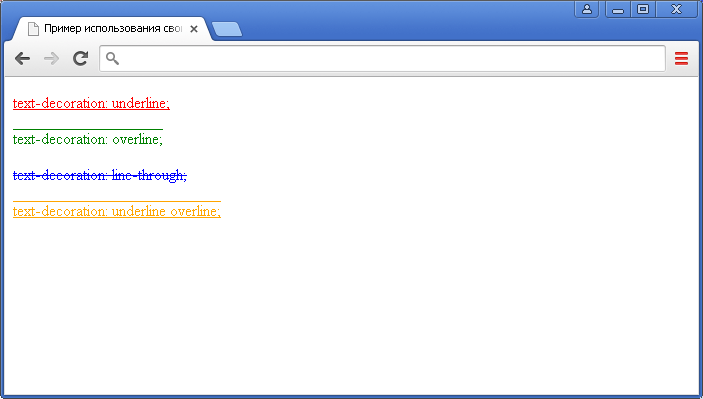 Пример использования сво
text-decoration: underline;
text-decoration: overline;
text-decoration: line-through;
text-decoration: underline overline;